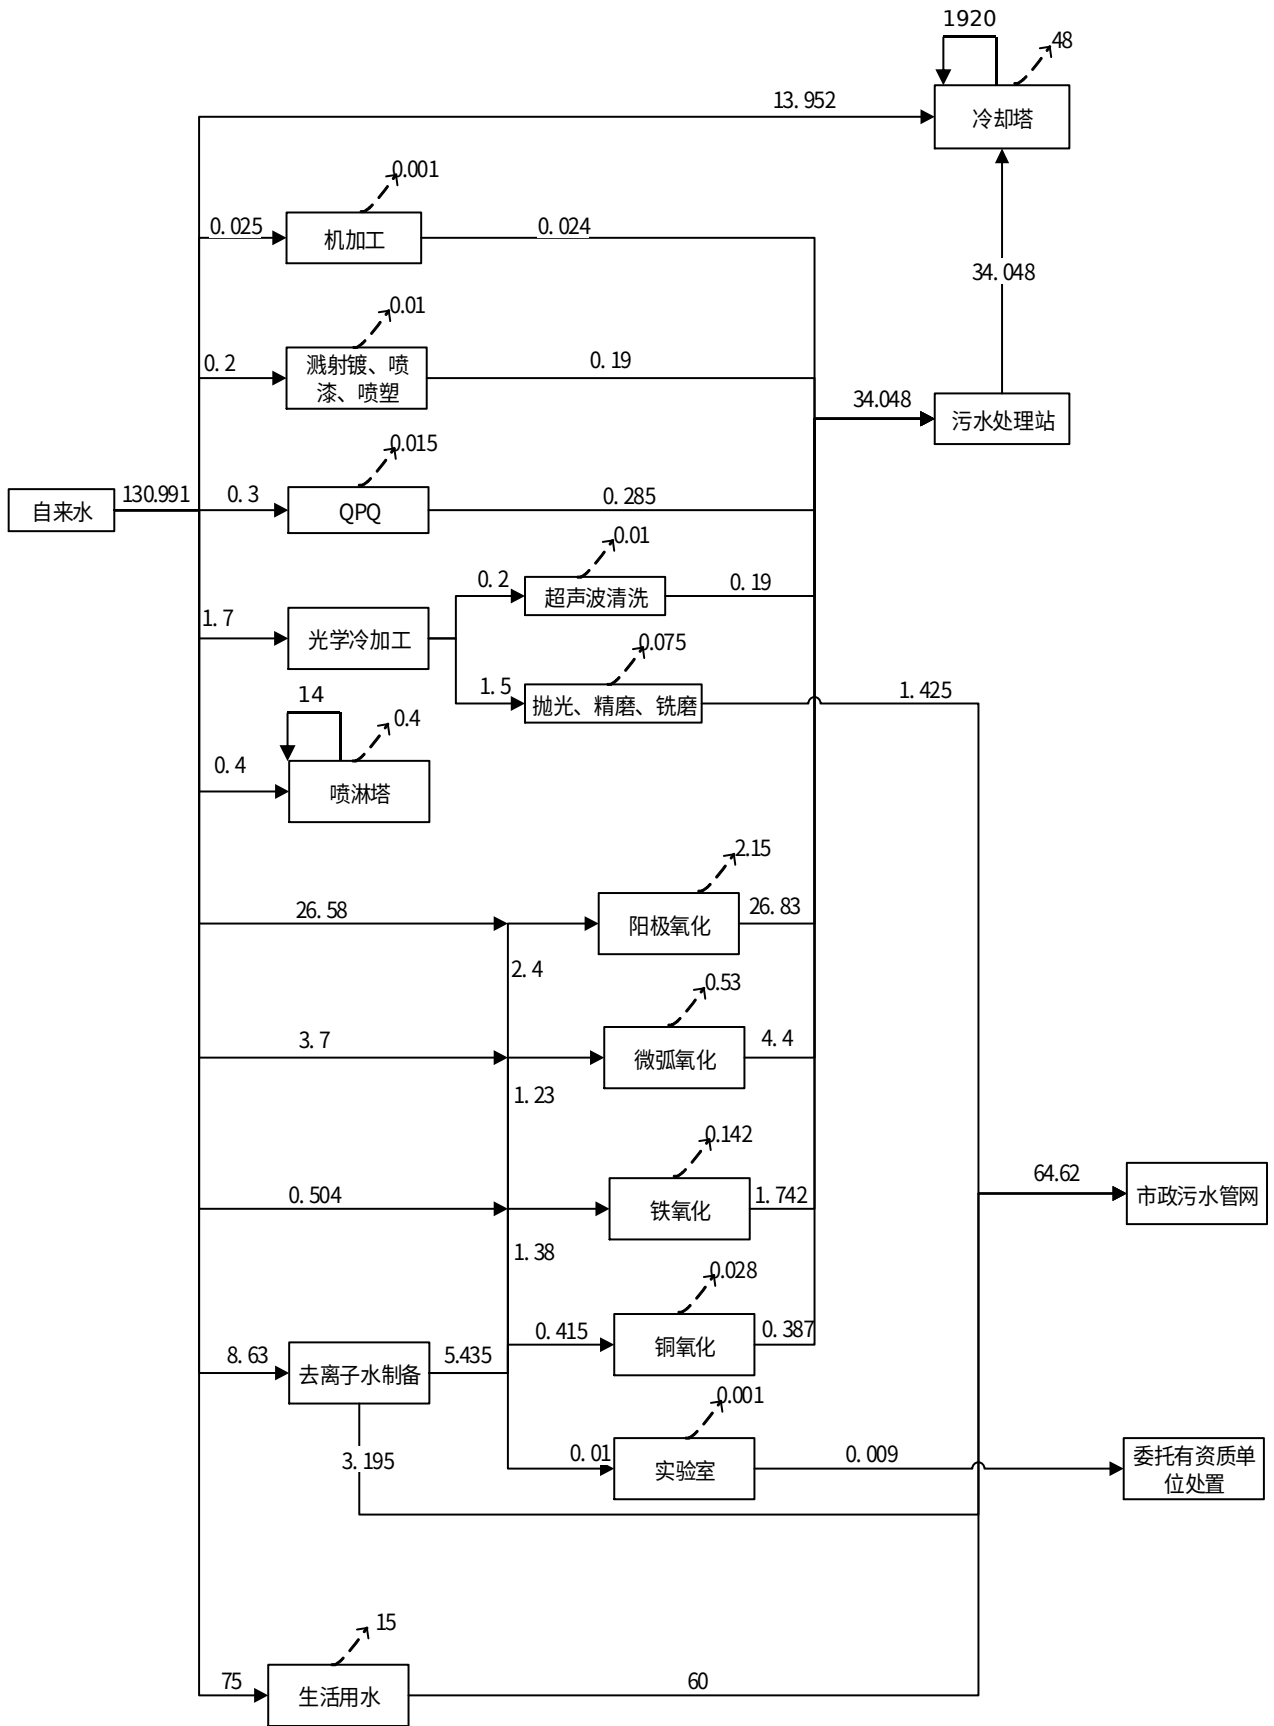 1920
48
13.952
冷却塔
0.001
0.025
机加工
0.024
34.048
0.01
0.2
溅射镀、喷
漆、喷塑
0.19
34.048
污水处理站
0.015
自来水
130.991
0.3
QPQ
0.285
0.01
0.2
超声波清洗
0.19
1.7
光学冷加工
0.075
1.5
抛光、精磨、铣磨
1.425
14
0.4
0.4
喷淋塔
2.15
26.58
阳极氧化
26.83
2.4
0.53
3.7
微弧氧化
4.4
1.23
0.142
0.504
铁氧化
1.742
64.62
市政污水管网
1.38
0.028
0.415
铜氧化
0.387
8.63
去离子水制备
5.435
0.001
3.195
0.01
实验室
0.009
委托有资质单
位处置
15
75
生活用水
60